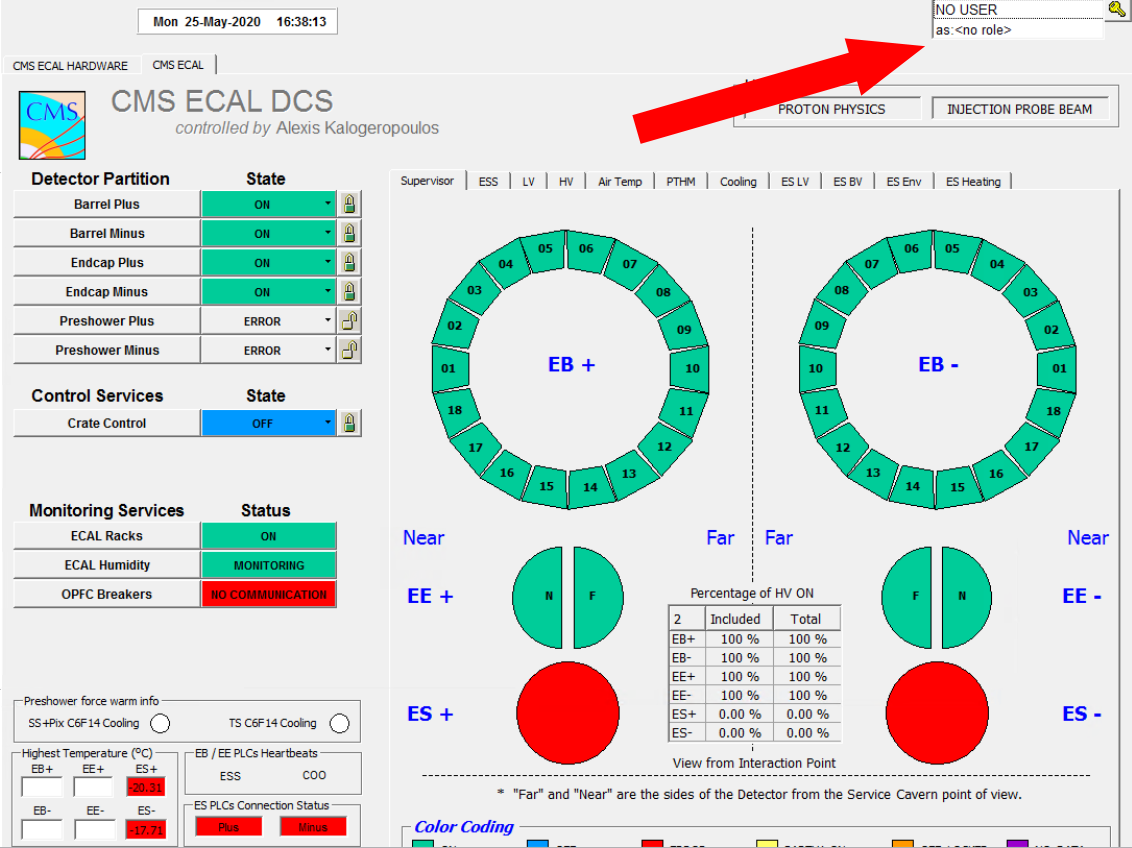 Mon 25-May-2020 16:38:13
NO USER
as:<no role>
CMS ECAL HARDWARE CMS ECAL
CMS
CMS ECAL DCS
controlled by Alexis Kalogeropoulos
PROTON PHYSICS INJECTION PROBE BEAM
Detector Partition State
Barrel Plus ON
Barrel Minus ON
Endcap Plus ON
Endcap Minus ON
Preshower Plus ERROR
Preshower Minus ERROR
Control Services State
Crate Control OFF
Monitoring Services Status
ECAL Racks ON
ECAL Humidity MONITORING
OPFC Breakers NO COMMUNICATION
Preshower force warm info
SS+Pix C6F14 Cooling TS C6F14 Cooling
Highest Temperature (°C)
EB+ EE+ ES+
-20.31
EB- EE- ES-
-17.71
EB / EE PLCs Heartbeats
ESS COO
ES PLCs Connection Status
Plus Minus
Supervisor ESS LV HV Air Temp PTHM Cooling ES LV ES BV ES Env ES Heating
EB +
01
02
03
04
05
06
07
08
09
10
11
12
13
14
15
16
17
18
EB -
01
02
03
04
05
06
07
08
09
10
11
12
13
14
15
16
17
18
Near Far Far Near
EE + N F F N EE -
Percentage of HV ON
2 Included Total
EB+ 100 % 100 %
EB- 100 % 100 %
EE+ 100 % 100 %
EE- 100 % 100 %
ES+ 0.00 % 0.00 %
ES- 0.00 % 0.00 %
ES + ES -
View from Interaction Point
* "Far" and "Near" are the sides of the Detector from the Service Cavern point of view.
Color Coding